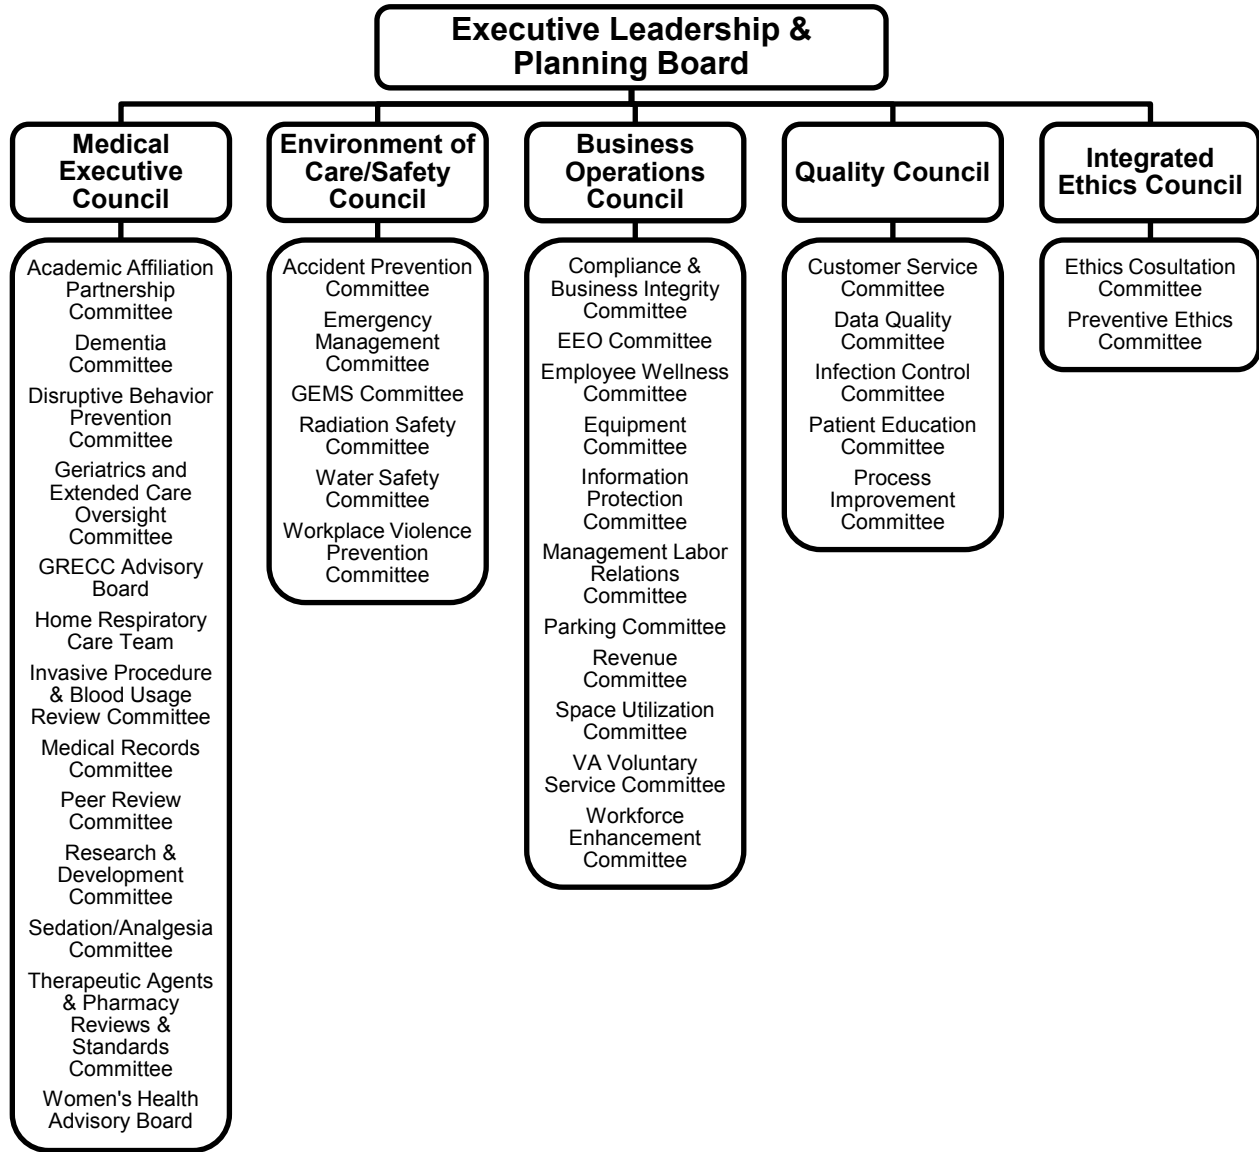 Executive Leadership &
Planning Board
Medical
Executive
Council
Environment of
Care/Safety
Council
Business
Operations
Council
Quality Council
Integrated
Ethics Council
Academic Affiliation
Partnership
Committee
Dementia
Committee
Disruptive Behavior
Prevention
Committee
Geriatrics and
Extended Care
Oversight
Committee
GRECC Advisory
Board
Home Respiratory
Care Team
Invasive Procedure
& Blood Usage
Review Committee
Medical Records
Committee
Peer Review
Committee
Research &
Development
Committee
Sedation/Analgesia
Committee
Therapeutic Agents
& Pharmacy
Reviews &
Standards
Committee
Women's Health
Advisory Board
Accident Prevention
Committee
Emergency
Management
Committee
GEMS Committee
Radiation Safety
Committee
Water Safety
Committee
Workplace Violence
Prevention
Committee
Compliance &
Business Integrity
Committee
EEO Committee
Employee Wellness
Committee
Equipment
Committee
Information
Protection
Committee
Management Labor
Relations
Committee
Parking Committee
Revenue
Committee
Space Utilization
Committee
VA Voluntary
Service Committee
Workforce
Enhancement
Committee
Customer Service
Committee
Data Quality
Committee
Infection Control
Committee
Patient Education
Committee
Process
Improvement
Committee
Ethics Cosultation
Committee
Preventive Ethics
Committee